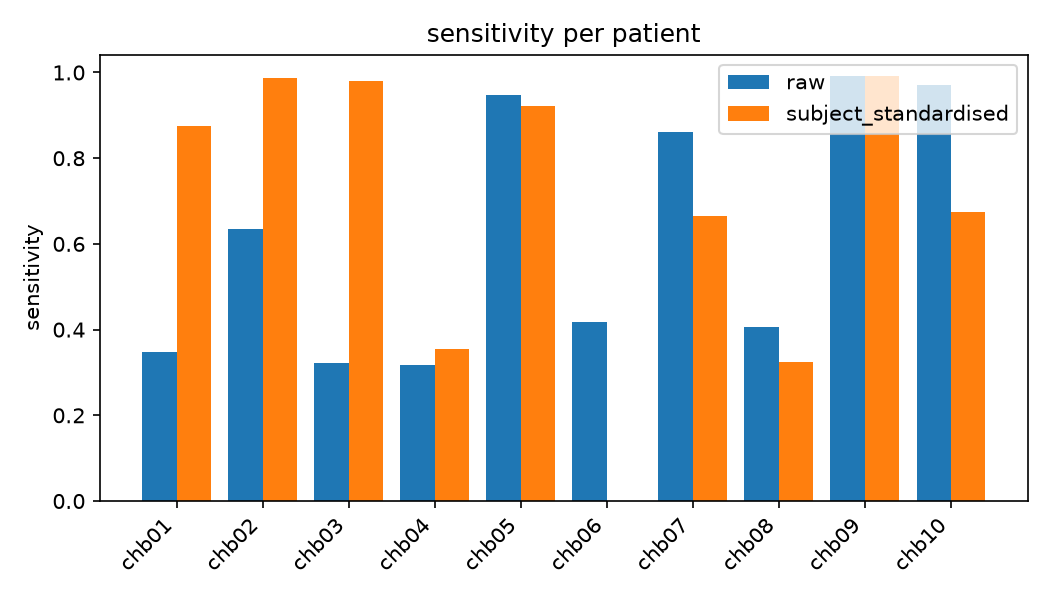 sensitivity per patient
raw
subject_standardised
sensitivity
1.0
0.8
0.6
0.4
0.2
0.0
chb01
chb02
chb03
chb04
chb05
chb06
chb07
chb08
chb09
chb10